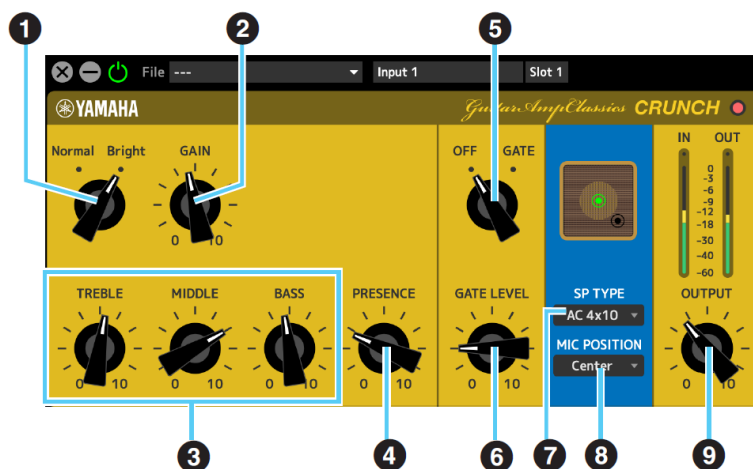 1 2 5
File --- Input 1 Slot 1
YAMAHA GuitarAmpClassics CRUNCH
Normal Bright GAIN OFF GATE IN OUT
0 10
0
-3
-6
-9
-12
-18
-30
-40
-60
TREBLE MIDDLE BASS PRESENCE GATE LEVEL SP TYPE OUTPUT
AC 4x10
MIC POSITION
Center
0 10 0 10 0 10 0 10 0 10 0 10
3 4 6 7 8 9